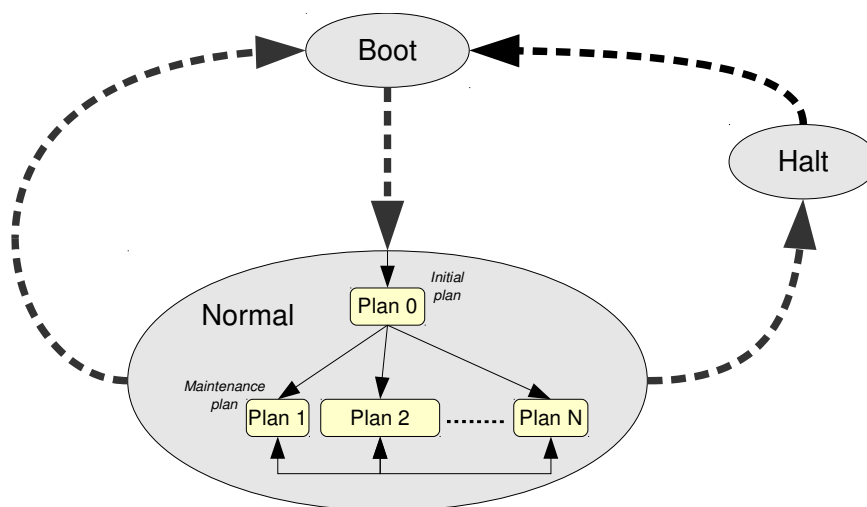 Boot
Halt
Initial
plan
Normal
Plan 0
Maintenance
plan
Plan 1
Plan 2
Plan N